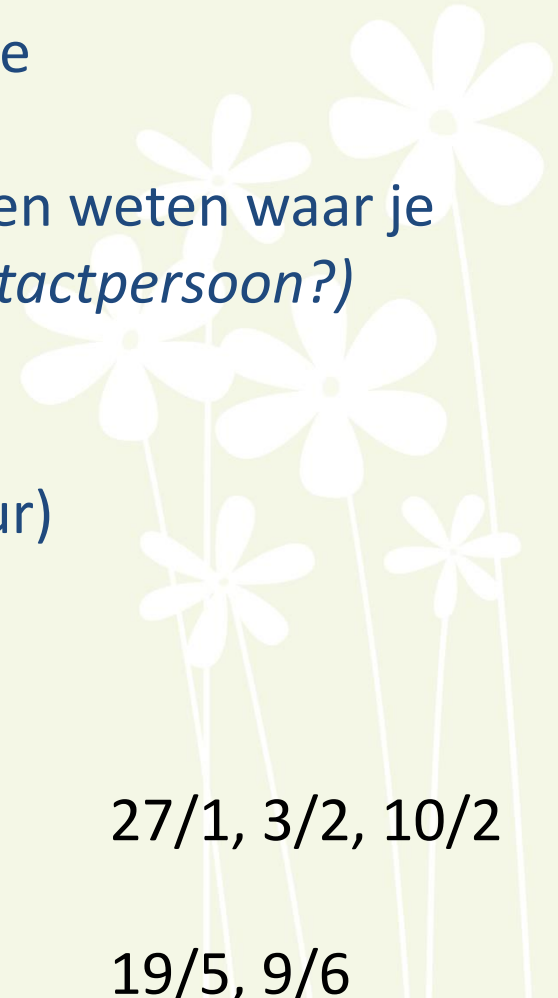 e
en weten waar je
tactpersoon?)
ur)
27/1, 3/2, 10/2
19/5, 9/6